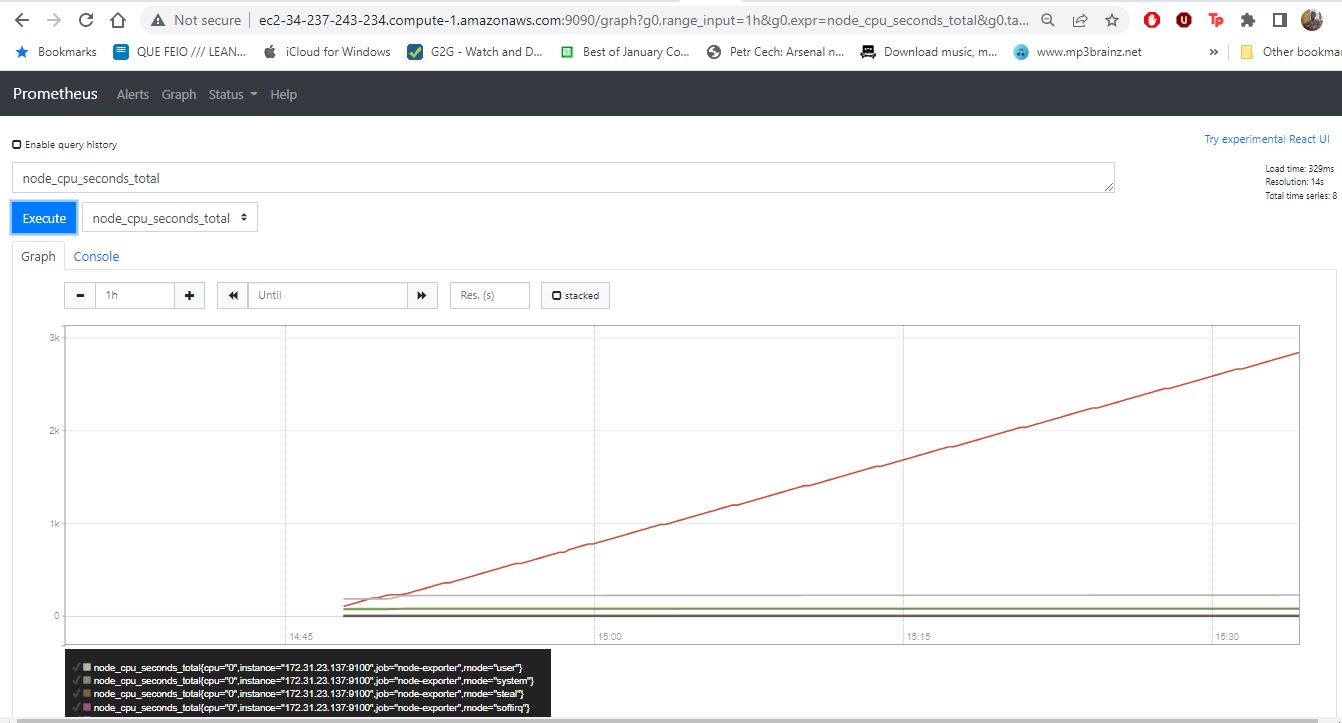 Not secure ec2-34-237-243-234.compute-1.amazonaws.com:9090/graph?g0.range_input=1h&g0.expr=node_cpu_seconds_total&g0.ta...
Bookmarks QUE FEIO /// LEAN... iCloud for Windows G2G - Watch and D... Best of January Co... Petr Cech: Arsenal n... Download music, m... www.mp3brainz.net » Other bookmar
Prometheus Alerts Graph Status Help
Enable query history Try experimental React UI
node_cpu_seconds_total
Load time: 329ms
Resolution: 14s
Total time series: 8
Execute node_cpu_seconds_total
Graph Console
- 1h + Until Res. (s) stacked
3k
2k
1k
0
14:45 15:00 15:15 15:30
node_cpu_seconds_total{cpu="0",instance="172.31.23.137:9100",job="node-exporter",mode="user"}
node_cpu_seconds_total{cpu="0",instance="172.31.23.137:9100",job="node-exporter",mode="system"}
node_cpu_seconds_total{cpu="0",instance="172.31.23.137:9100",job="node-exporter",mode="steal"}
node_cpu_seconds_total{cpu="0",instance="172.31.23.137:9100",job="node-exporter",mode="softirq"}